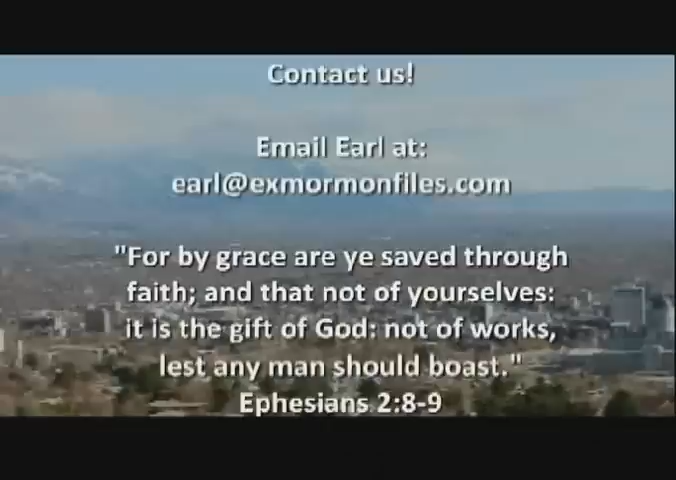 Contact us!
Email Earl at:
earl@exmormonfiles.com
"For by grace are ye saved through
faith; and that not of yourselves:
it is the gift of God: not of works,
lest any man should boast."
Ephesians 2:8-9